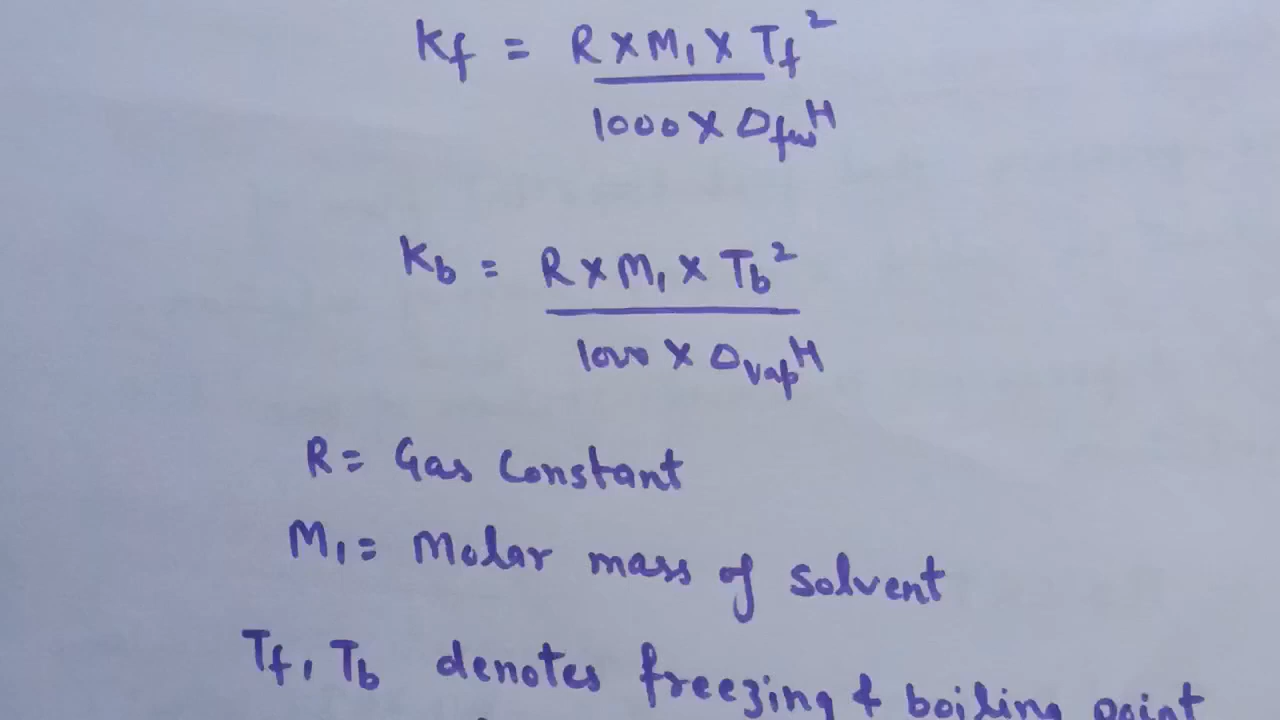 Kf = R × M₁ × Tf²
1000 × ΔfusH
Kb = R × M₁ × Tb²
1000 × ΔvapH
R = Gas Constant
M₁ = Molar mass of solvent
Tf, Tb denotes freezing & boiling point